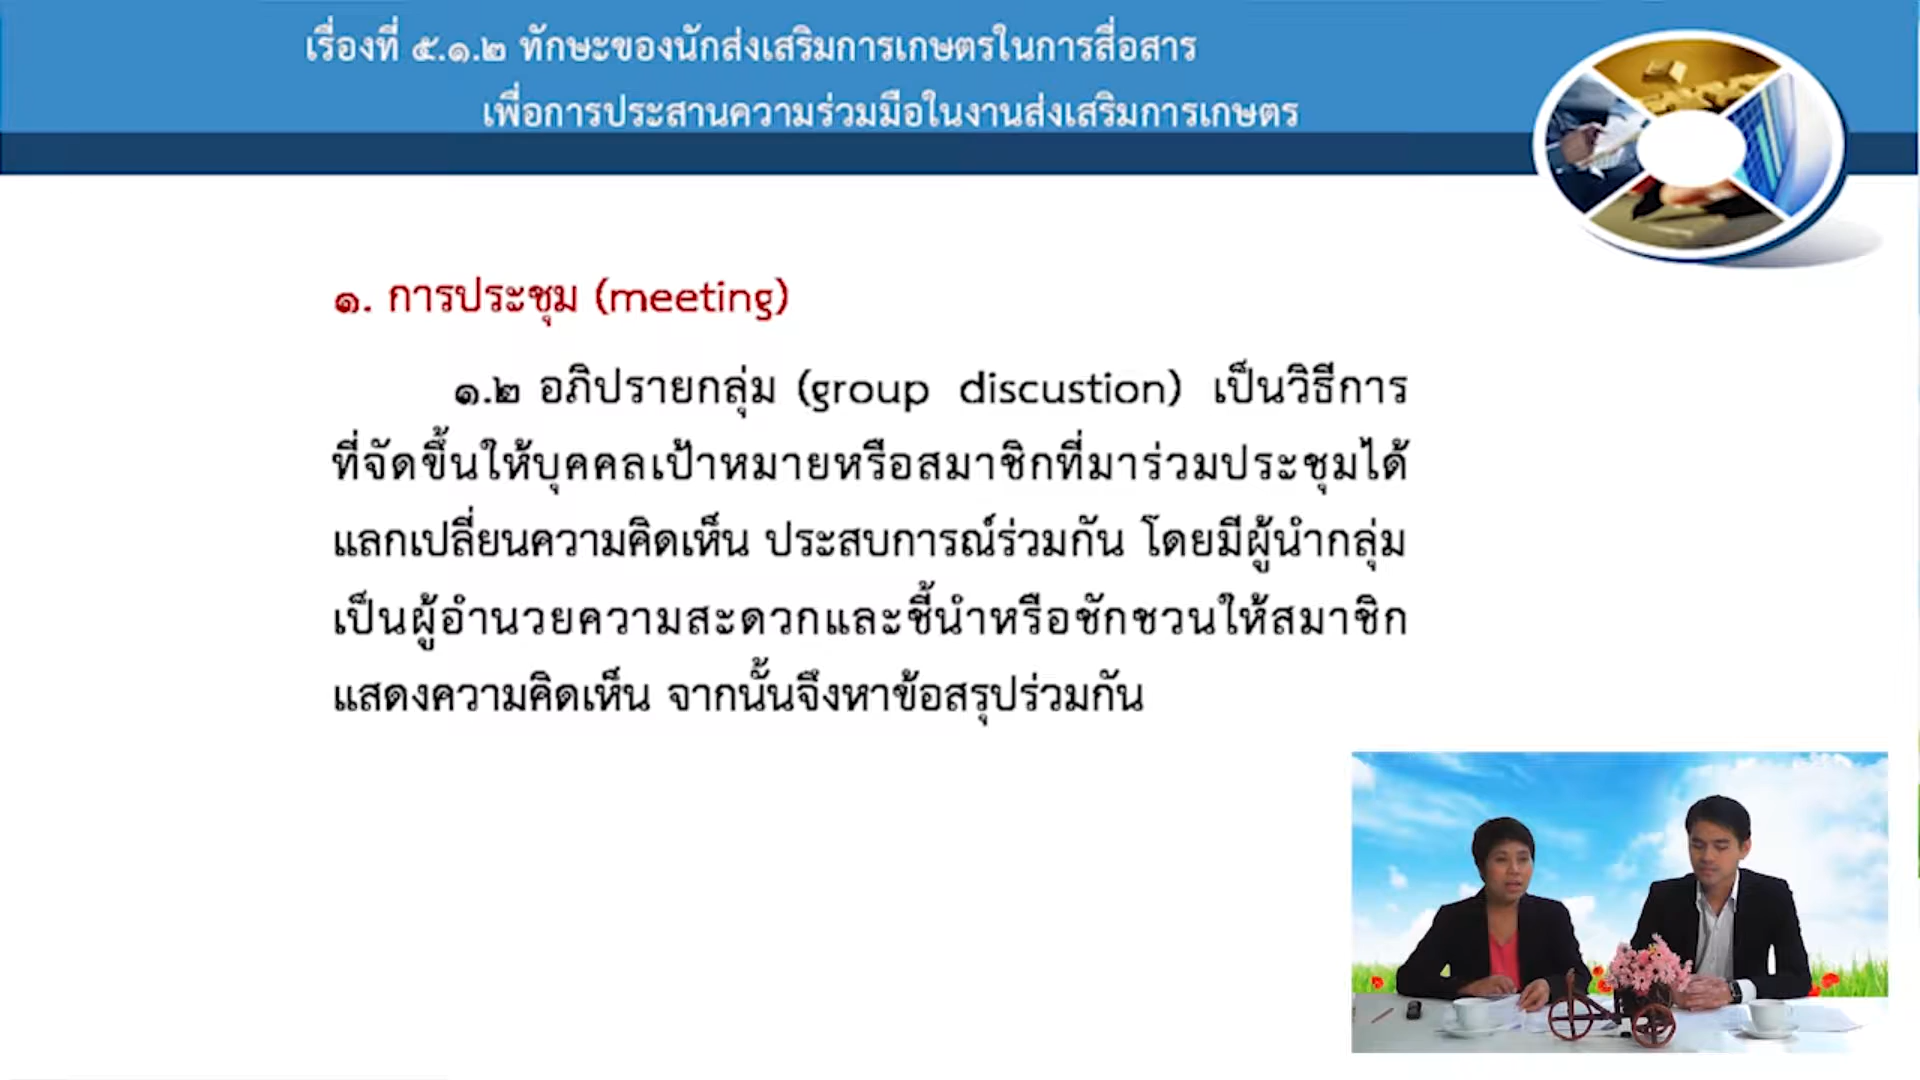 เรื่องที่ ๕.๑.๒ ทักษะของนักส่งเสริมการเกษตรในการสื่อสาร
เพื่อการประสานความร่วมมือในงานส่งเสริมการเกษตร
๑. การประชุม (meeting)
๑.๒ อภิปรายกลุ่ม (group discustion) เป็นวิธีการ
ที่จัดขึ้นให้บุคคลเป้าหมายหรือสมาชิกที่มาร่วมประชุมได้
แลกเปลี่ยนความคิดเห็น ประสบการณ์ร่วมกัน โดยมีผู้นำกลุ่ม
เป็นผู้อำนวยความสะดวกและชี้นำหรือชักชวนให้สมาชิก
แสดงความคิดเห็น จากนั้นจึงหาข้อสรุปร่วมกัน